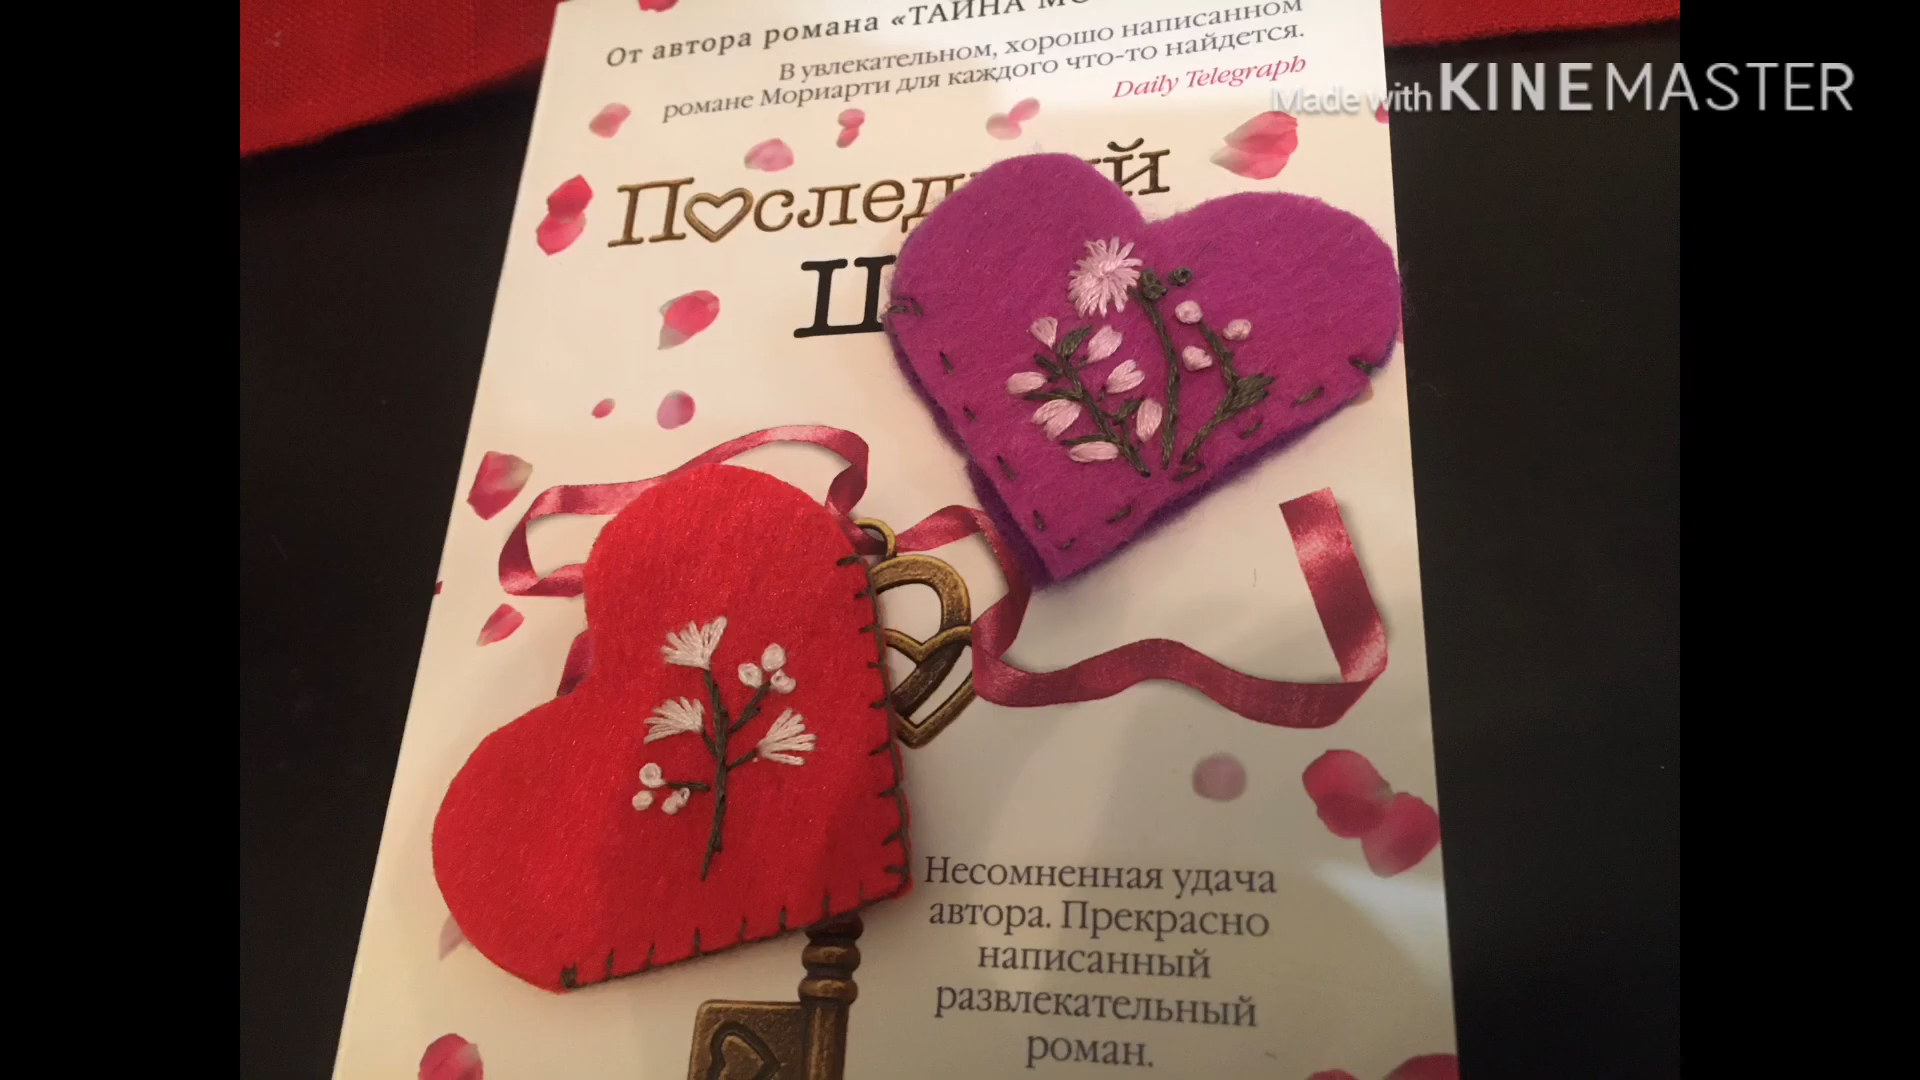 От автора романа «ТАЙНА
В увлекательном, хорошо написанном
романе Мориарти для каждого что-то найдется.
Daily Telegraph
Made with KINEMASTER
Несомненная удача
автора. Прекрасно
написанный
развлекательный
роман.